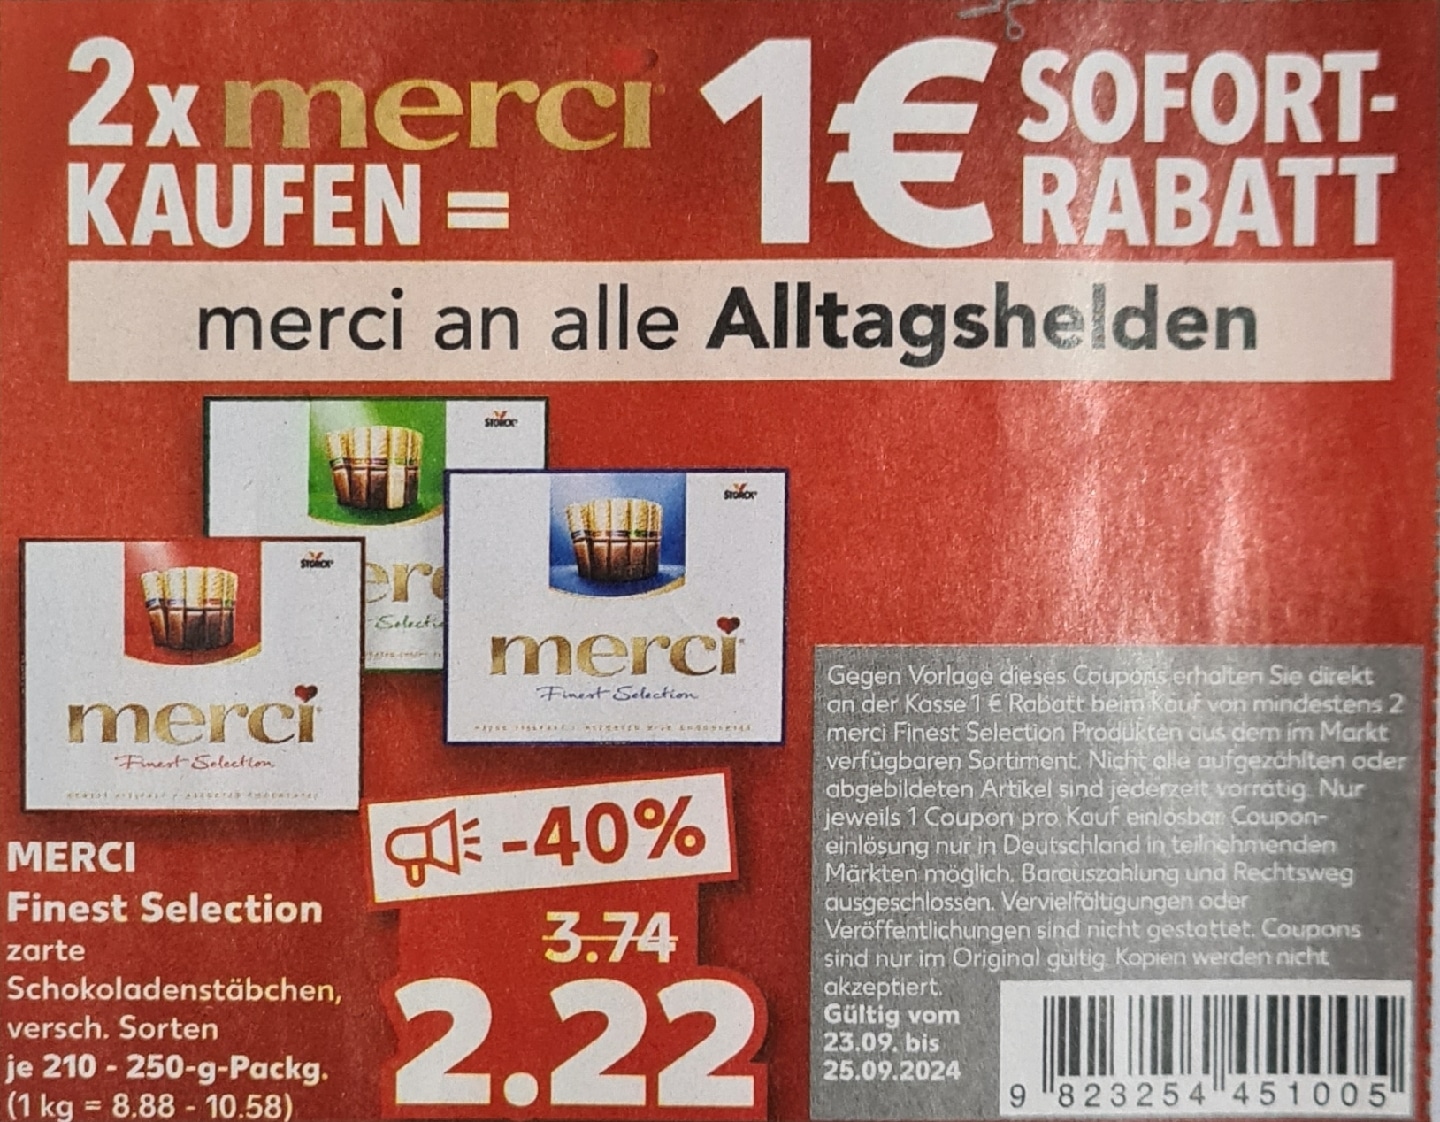 2x merci 1€ SOFORT-
KAUFEN = RABATT
merci an alle Alltagshelden
STORCK
STORCK
STORCK
merci
Finest Selection
merci
Finest Selection
-40%
3.74
2.22
MERCI
Finest Selection
zarte
Schokoladenstäbchen,
versch. Sorten
je 210 - 250-g-Packg.
(1 kg = 8.88 - 10.58)
Gegen Vorlage dieses Coupons erhalten Sie direkt
an der Kasse 1 € Rabatt beim Kauf von mindestens 2
merci Finest Selection Produkten aus dem im Markt
verfügbaren Sortiment. Nicht alle aufgezählten oder
abgebildeten Artikel sind jederzeit vorrätig. Nur
jeweils 1 Coupon pro Kauf einlösbar. Coupon-
einlösung nur in Deutschland in teilnehmenden
Märkten möglich. Barauszahlung und Rechtsweg
ausgeschlossen. Vervielfältigungen oder
Veröffentlichungen sind nicht gestattet. Coupons
sind nur im Original gültig. Kopien werden nicht
akzeptiert.
Gültig vom
23.09. bis
25.09.2024
9 823254 451005